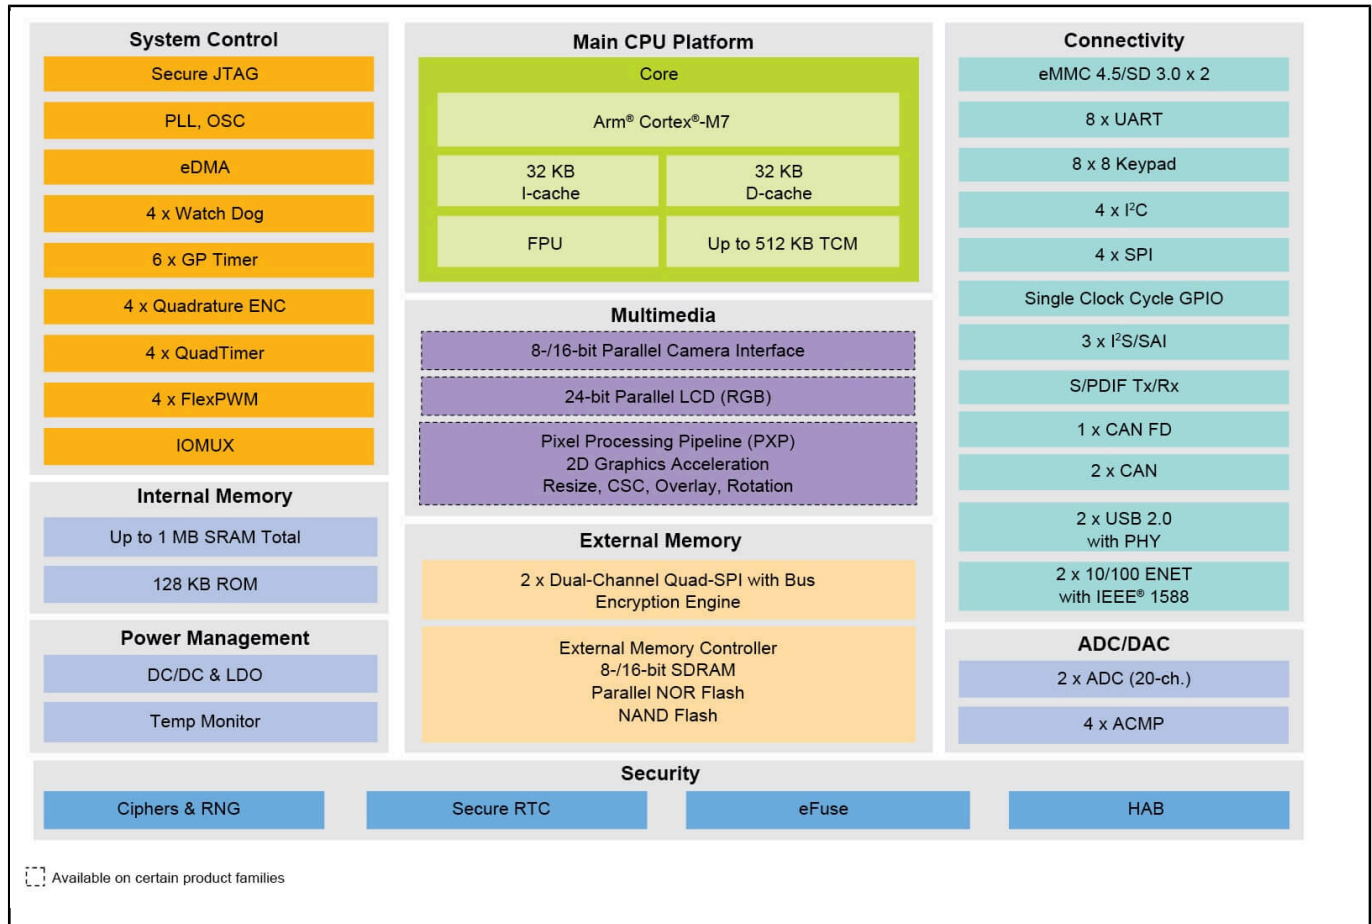 System Control
Secure JTAG
PLL, OSC
eDMA
4 x Watch Dog
6 x GP Timer
4 x Quadrature ENC
4 x QuadTimer
4 x FlexPWM
IOMUX
Internal Memory
Up to 1 MB SRAM Total
128 KB ROM
Power Management
DC/DC & LDO
Temp Monitor
Main CPU Platform
Core
Arm® Cortex®-M7
32 KB
I-cache
32 KB
D-cache
FPU
Up to 512 KB TCM
Multimedia
8-/16-bit Parallel Camera Interface
24-bit Parallel LCD (RGB)
Pixel Processing Pipeline (PXP)
2D Graphics Acceleration
Resize, CSC, Overlay, Rotation
External Memory
2 x Dual-Channel Quad-SPI with Bus
Encryption Engine
External Memory Controller
8-/16-bit SDRAM
Parallel NOR Flash
NAND Flash
Connectivity
eMMC 4.5/SD 3.0 x 2
8 x UART
8 x 8 Keypad
4 x I²C
4 x SPI
Single Clock Cycle GPIO
3 x I²S/SAI
S/PDIF Tx/Rx
1 x CAN FD
2 x CAN
2 x USB 2.0
with PHY
2 x 10/100 ENET
with IEEE® 1588
ADC/DAC
2 x ADC (20-ch.)
4 x ACMP
Security
Ciphers & RNG
Secure RTC
eFuse
HAB
Available on certain product families